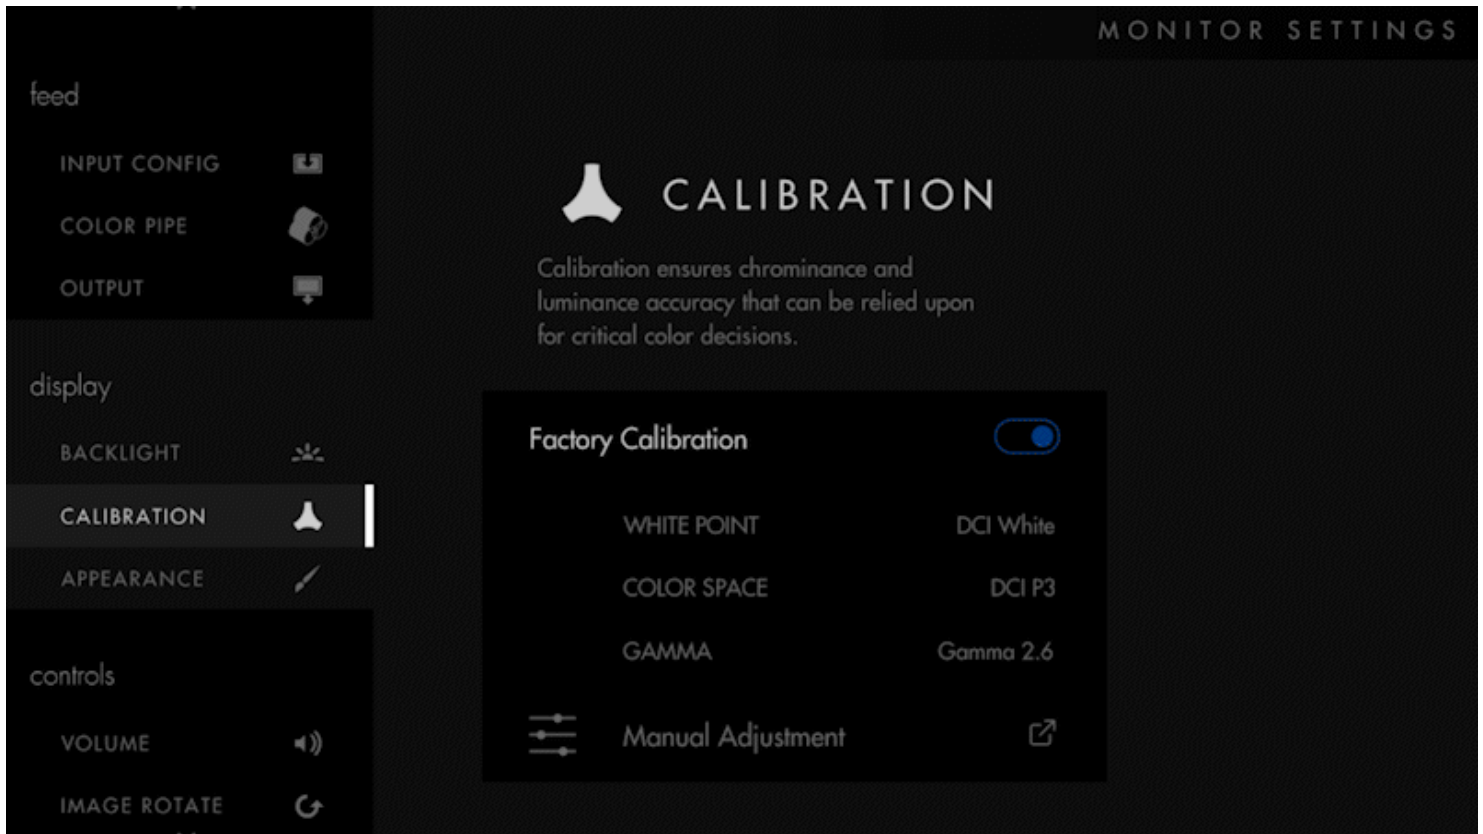 MONITOR SETTINGS
feed
INPUT CONFIG
COLOR PIPE
OUTPUT
display
BACKLIGHT
CALIBRATION
APPEARANCE
controls
VOLUME
IMAGE ROTATE
CALIBRATION
Calibration ensures chrominance and
luminance accuracy that can be relied upon
for critical color decisions.
Factory Calibration
WHITE POINT DCI White
COLOR SPACE DCI P3
GAMMA Gamma 2.6
Manual Adjustment